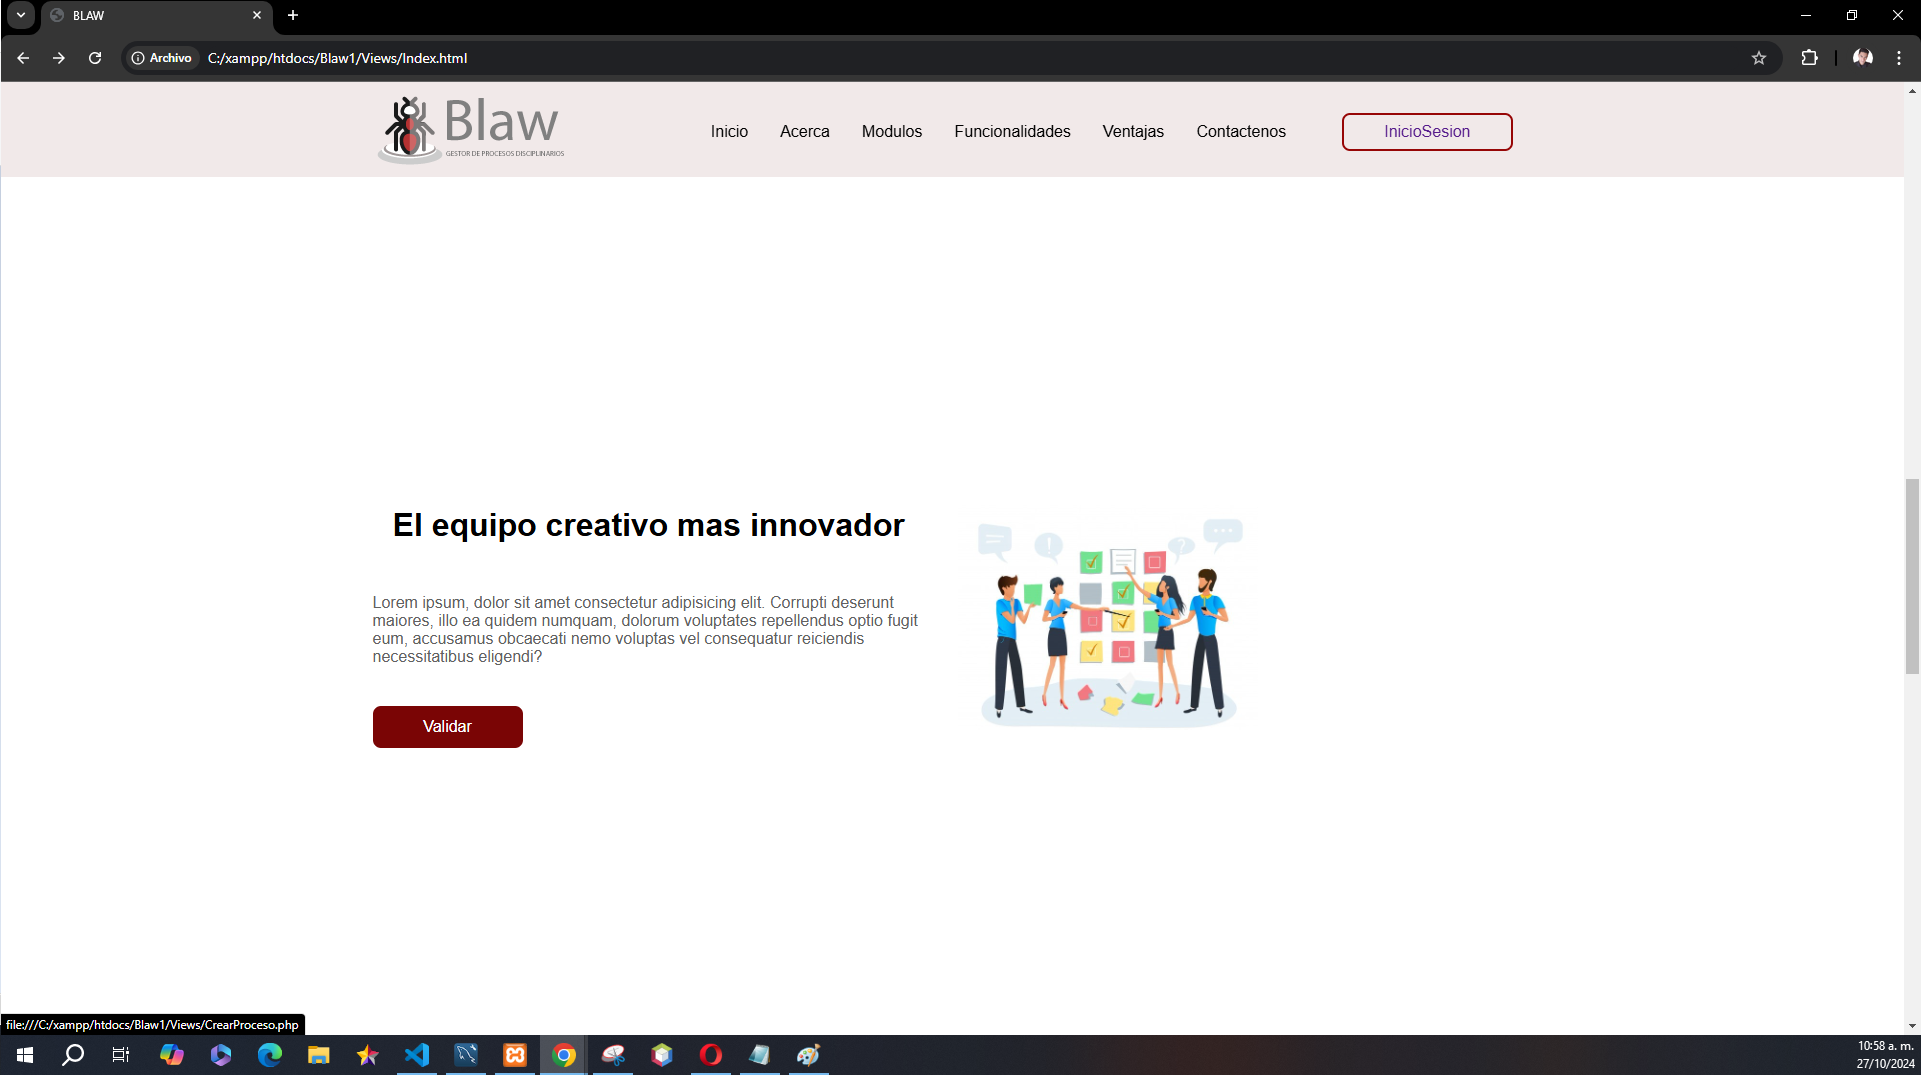 BLAW
Archivo
C:/xampp/htdocs/Blaw1/Views/Index.html
Blaw
GESTOR DE PROCESOS DISCIPLINARIOS
Inicio
Acerca
Modulos
Funcionalidades
Ventajas
Contactenos
InicioSesion
El equipo creativo mas innovador
Lorem ipsum, dolor sit amet consectetur adipisicing elit. Corrupti deserunt
maiores, illo ea quidem numquam, dolorum voluptates repellendus optio fugit
eum, accusamus obcaecati nemo voluptas vel consequatur reiciendis
necessitatibus eligendi?
Validar
file:///C:/xampp/htdocs/Blaw1/Views/CrearProceso.php
10:58 a. m.
27/10/2024